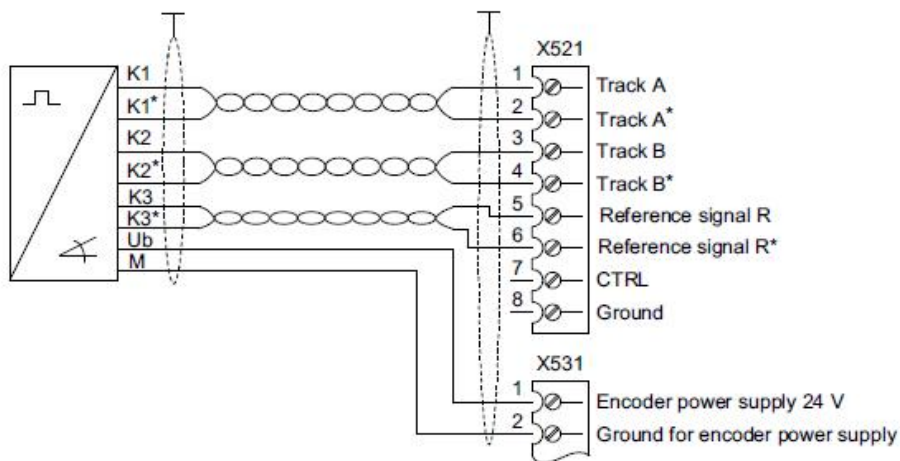 X521
K1
1 Track A
K1*
2 Track A*
K2
3 Track B
K2*
4 Track B*
K3
5 Reference signal R
K3*
6 Reference signal R*
Ub
M
7 CTRL
8 Ground
X531
1 Encoder power supply 24 V
2 Ground for encoder power supply